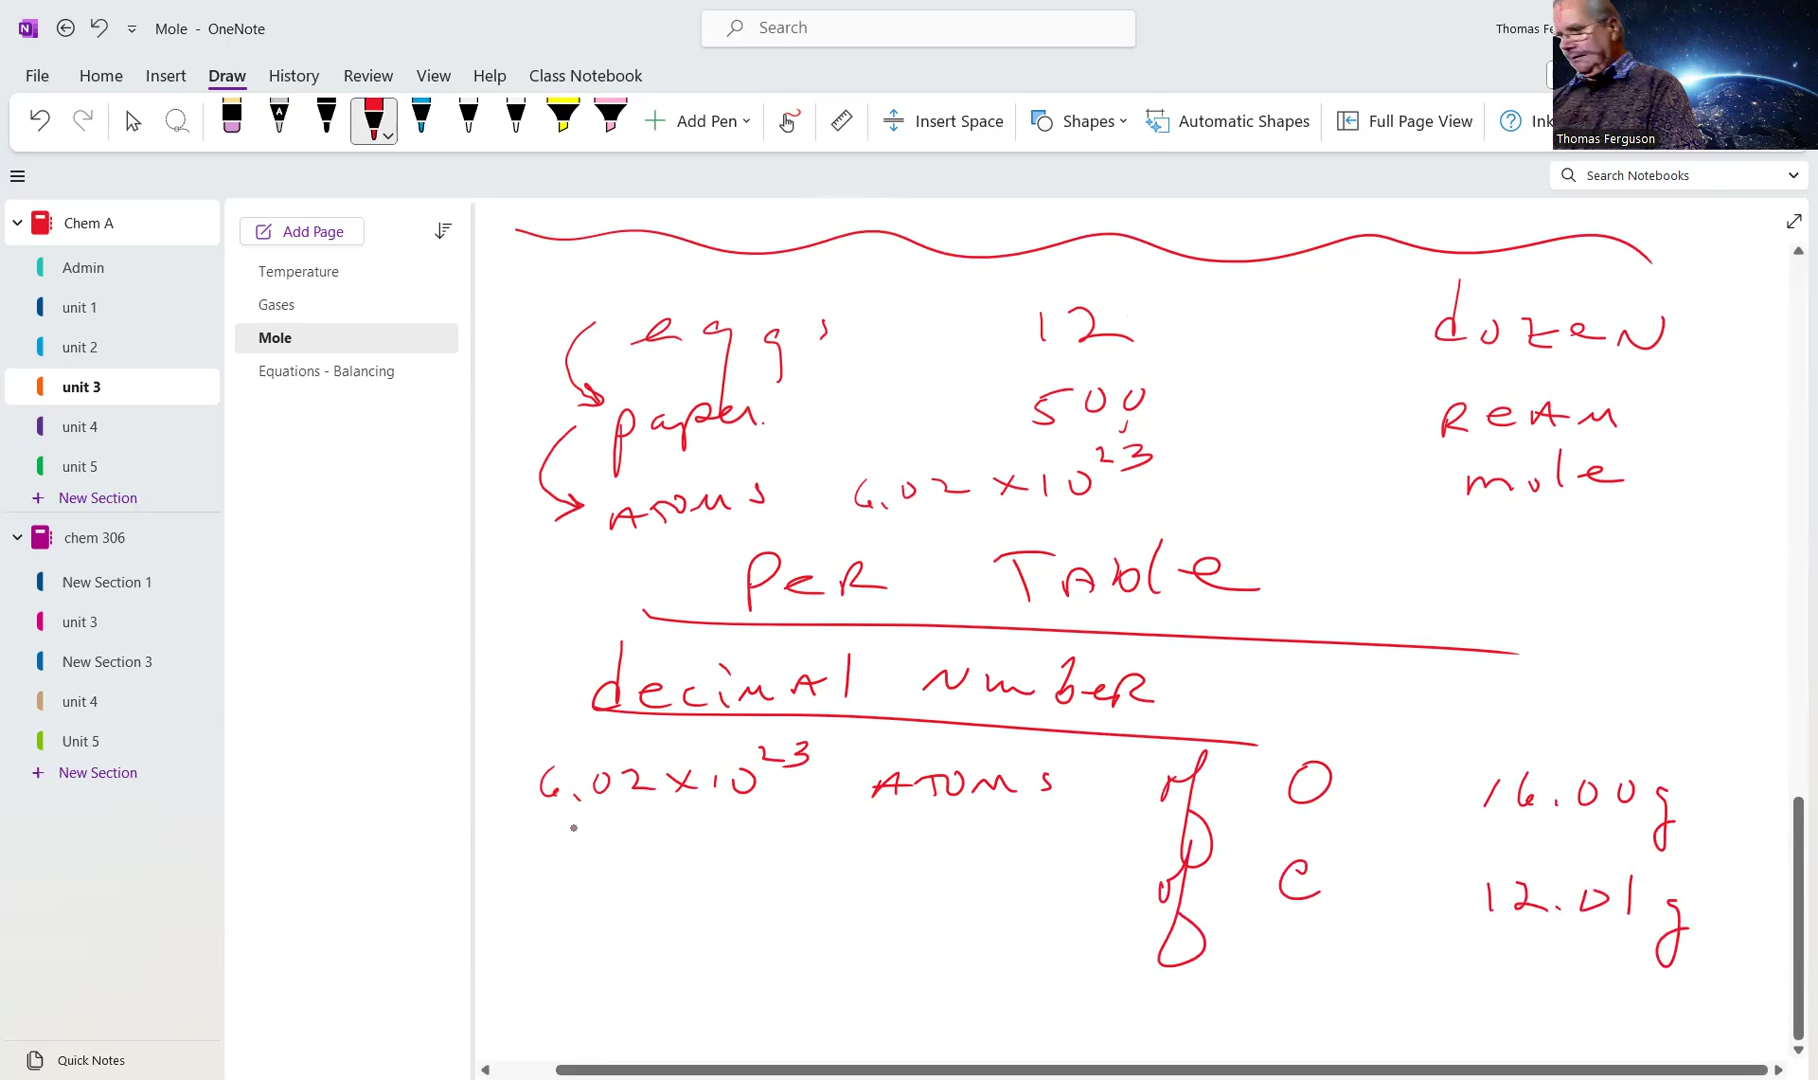 Mole - OneNote
Search
Thomas Fe
File Home Insert Draw History Review View Help Class Notebook
Add Pen Insert Space Shapes Automatic Shapes Full Page View Ink
Thomas Ferguson
Search Notebooks
Chem A
Admin
unit 1
unit 2
unit 3
unit 4
unit 5
New Section
chem 306
New Section 1
unit 3
New Section 3
unit 4
Unit 5
New Section
Quick Notes
Add Page
Temperature
Gases
Mole
Equations - Balancing
eggs 12 dozen
paper 500 ream
Atoms 6.02 x 10^23 mole
Per Table
decimal number
6.02 x 10^23 Atoms of O 16.00g
of C 12.01g